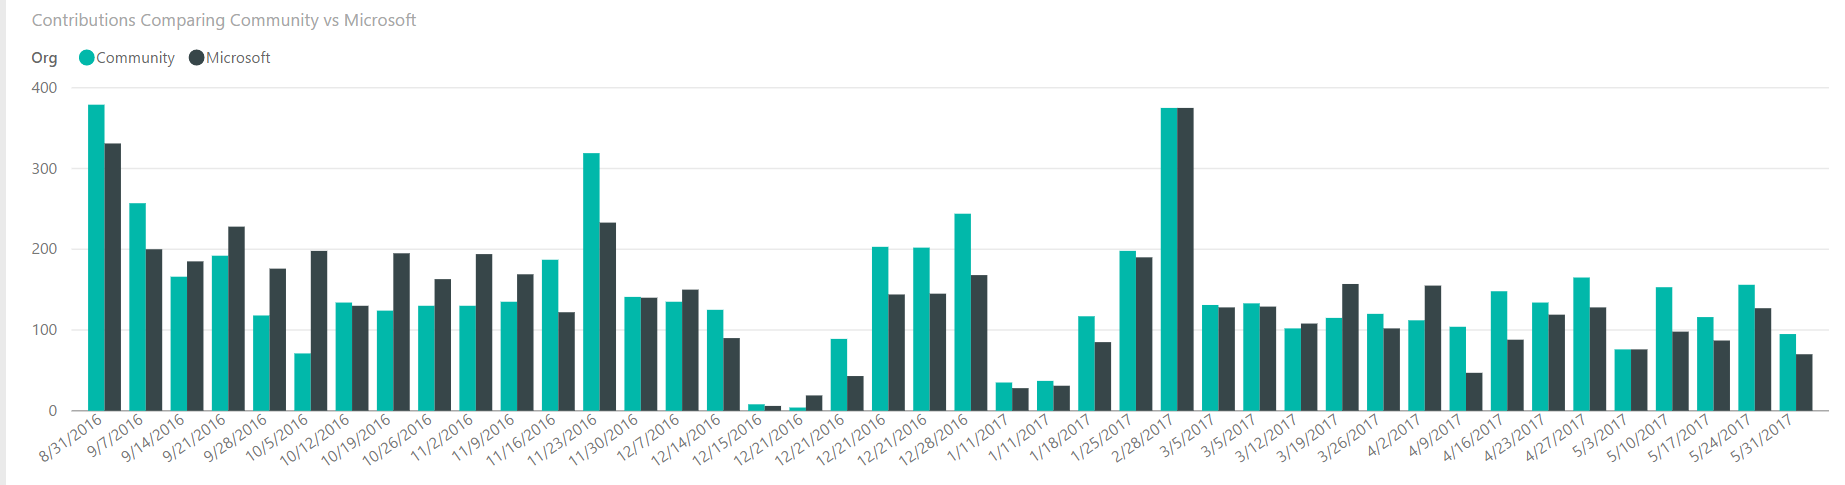 Contributions Comparing Community vs Microsoft
Org Community Microsoft
400
300
200
100
0
8/31/2016 9/7/2016 9/14/2016 9/21/2016 9/28/2016 10/5/2016 10/12/2016 10/19/2016 10/26/2016 11/2/2016 11/9/2016 11/16/2016 11/23/2016 11/30/2016 12/7/2016 12/14/2016 12/15/2016 12/21/2016 12/21/2016 12/21/2016 12/21/2016 12/28/2016 1/11/2017 1/11/2017 1/18/2017 1/25/2017 2/28/2017 3/5/2017 3/5/2017 3/12/2017 3/19/2017 3/26/2017 4/2/2017 4/9/2017 4/16/2017 4/23/2017 4/27/2017 5/3/2017 5/10/2017 5/17/2017 5/24/2017 5/31/2017